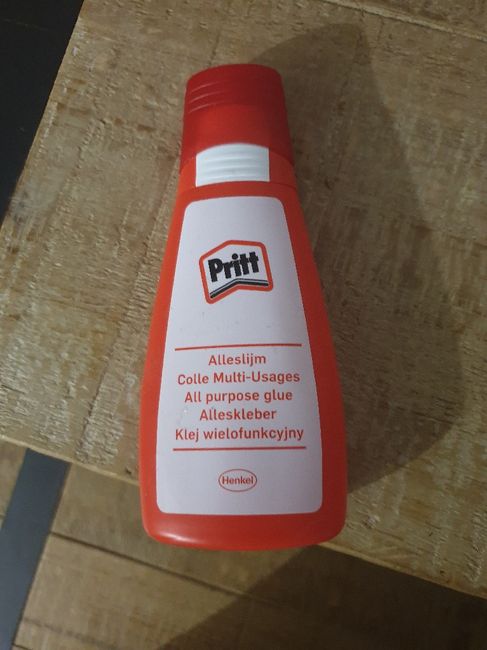 Pritt
Alleslijm
Colle Multi-Usages
All purpose glue
Alleskleber
Klej wielofunkcyjny
Henkel